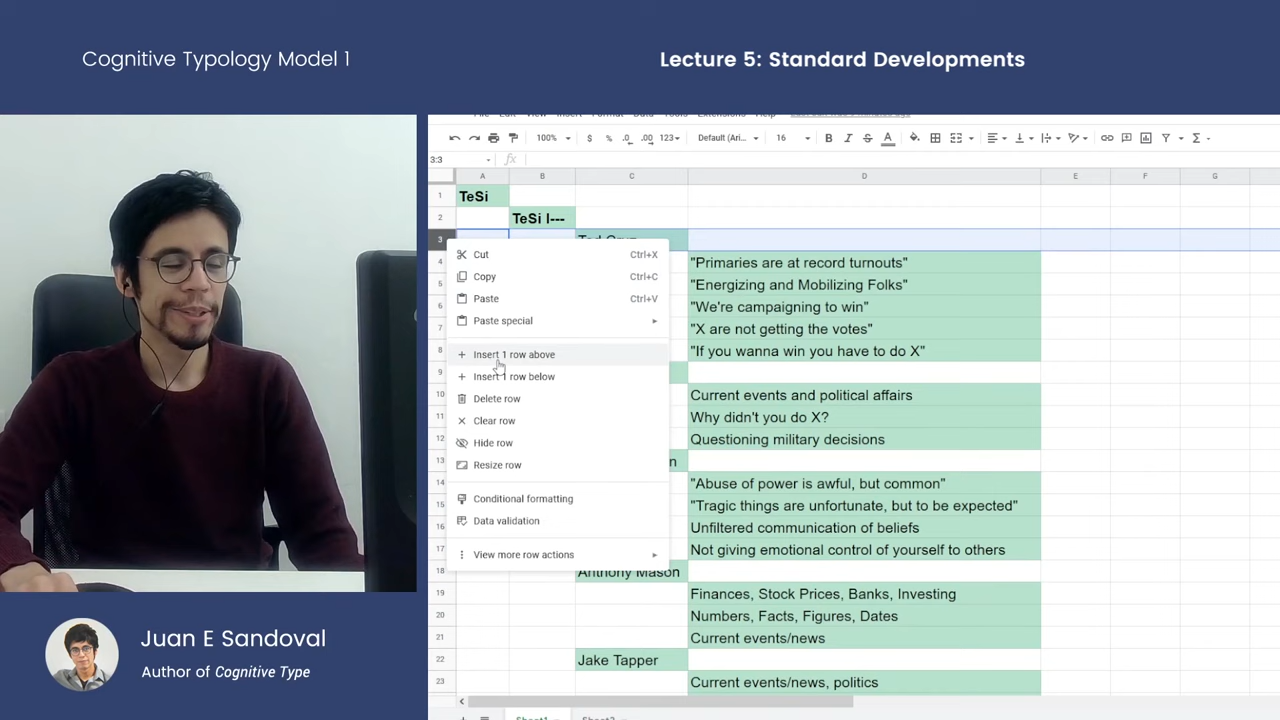 Cognitive Typology Model 1
Lecture 5: Standard Developments
100%
$ % .0 .00 123
Default (Ari...
16
B I S A
3:3
fx
A B C D E F G
1 TeSi
2 TeSi I---
3
Cut Ctrl+X
Copy Ctrl+C
Paste Ctrl+V
Paste special
Insert 1 row above
Insert 1 row below
Delete row
Clear row
Hide row
Resize row
Conditional formatting
Data validation
View more row actions
4 "Primaries are at record turnouts"
5 "Energizing and Mobilizing Folks"
6 "We're campaigning to win"
7 "X are not getting the votes"
8 "If you wanna win you have to do X"
9
10 Current events and political affairs
11 Why didn't you do X?
12 Questioning military decisions
13 n
14 "Abuse of power is awful, but common"
15 "Tragic things are unfortunate, but to be expected"
16 Unfiltered communication of beliefs
17 Not giving emotional control of yourself to others
18 Anthony Mason
19 Finances, Stock Prices, Banks, Investing
20 Numbers, Facts, Figures, Dates
21 Current events/news
22 Jake Tapper
23 Current events/news, politics
Juan E Sandoval
Author of Cognitive Type